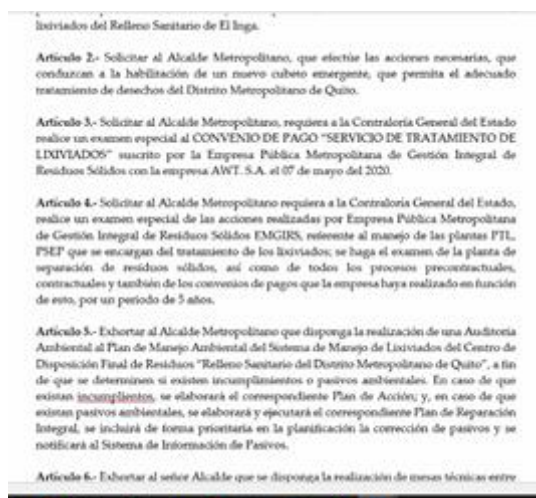 lixiviados del Relleno Sanitario de El Inga.
Artículo 2.- Solicitar al Alcalde Metropolitano, que efectúe las acciones necesarias, que
conduzcan a la habilitación de un nuevo cubeto emergente, que permita el adecuado
tratamiento de desechos del Distrito Metropolitano de Quito.
Artículo 3.- Solicitar al Alcalde Metropolitano, requiera a la Contraloría General del Estado
realice un examen especial al CONVENIO DE PAGO “SERVICIO DE TRATAMIENTO DE
LIXIVIADOS” suscrito por la Empresa Pública Metropolitana de Gestión Integral de
Residuos Sólidos con la empresa AWT. S.A. el 07 de mayo del 2020.
Artículo 4.- Solicitar al Alcalde Metropolitano requiera a la Contraloría General del Estado,
realice un examen especial de las acciones realizadas por Empresa Pública Metropolitana
de Gestión Integral de Residuos Sólidos EMGIRS, referente al manejo de las plantas PTL,
PSEP que se encargan del tratamiento de los lixiviados; se haga el examen de la planta de
separación de residuos sólidos, así como de todos los procesos precontractuales,
contractuales y también de los convenios de pagos que la empresa haya realizado en función
de esto, por un periodo de 5 años.
Artículo 5.- Exhortar al Alcalde Metropolitano que disponga la realización de una Auditoría
Ambiental al Plan de Manejo Ambiental del Sistema de Manejo de Lixiviados del Centro de
Disposición Final de Residuos “Relleno Sanitario del Distrito Metropolitano de Quito”, a fin
de que se determinen si existen incumplimientos o pasivos ambientales. En caso de que
existan incumplientos, se elaborará el correspondiente Plan de Acción; y, en caso de que
existan pasivos ambientales, se elaborará y ejecutará el correspondiente Plan de Reparación
Integral, se incluirá de forma prioritaria en la planificación la corrección de pasivos y se
notificará al Sistema de Información de Pasivos.
Artículo 6.- Exhortar al señor Alcalde que se disponga la realización de mesas técnicas entre